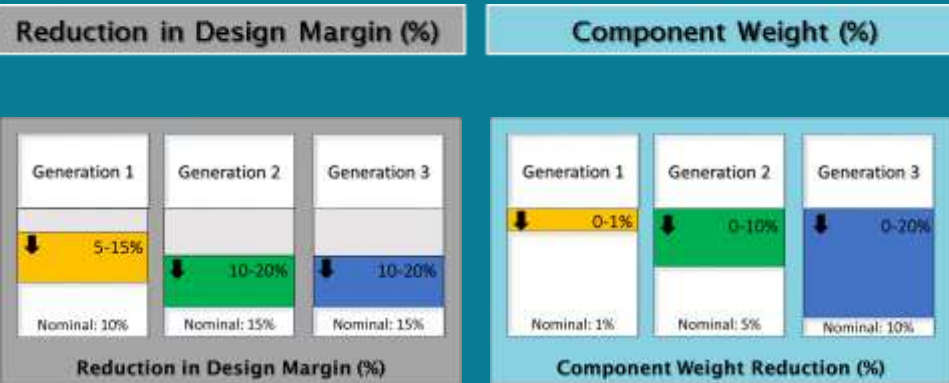 Reduction in Design Margin (%)
Component Weight (%)
Generation 1
Generation 2
Generation 3
5-15%
10-20%
10-20%
Nominal: 10%
Nominal: 15%
Nominal: 15%
Reduction in Design Margin (%)
Generation 1
Generation 2
Generation 3
0-1%
0-10%
0-20%
Nominal: 1%
Nominal: 5%
Nominal: 10%
Component Weight Reduction (%)